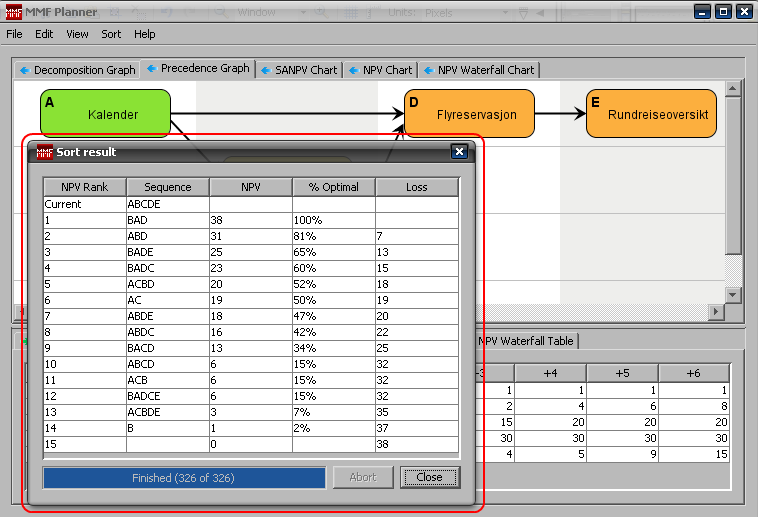 MMF Planner
Window Units: Pixels
File Edit View Sort Help
Decomposition Graph Precedence Graph SANPV Chart NPV Chart NPV Waterfall Chart
A Kalender D Flyreservasjon E Rundreiseoversikt
MMF Sort result
NPV Rank Sequence NPV % Optimal Loss
Current ABCDE
1 BAD 38 100%
2 ABD 31 81% 7
3 BADE 25 65% 13
4 BADC 23 60% 15
5 ACBD 20 52% 18
6 AC 19 50% 19
7 ABDE 18 47% 20
8 ABDC 16 42% 22
9 BACD 13 34% 25
10 ABCD 6 15% 32
11 ACB 6 15% 32
12 BADCE 6 15% 32
13 ACBDE 3 7% 35
14 B 1 2% 37
15 0 38
Finished (326 of 326) Abort Close
NPV Waterfall Table
+4 +5 +6
1 1 1 1
2 4 6 8
15 20 20 20
30 30 30 30
4 5 9 15